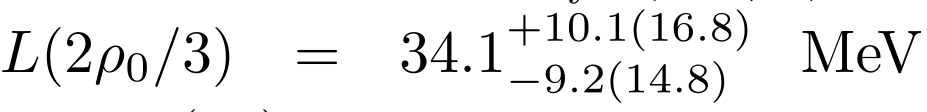 L(2ρ₀/3) = 34.1^{+10.1(16.8)}_{−9.2(14.8)} MeV